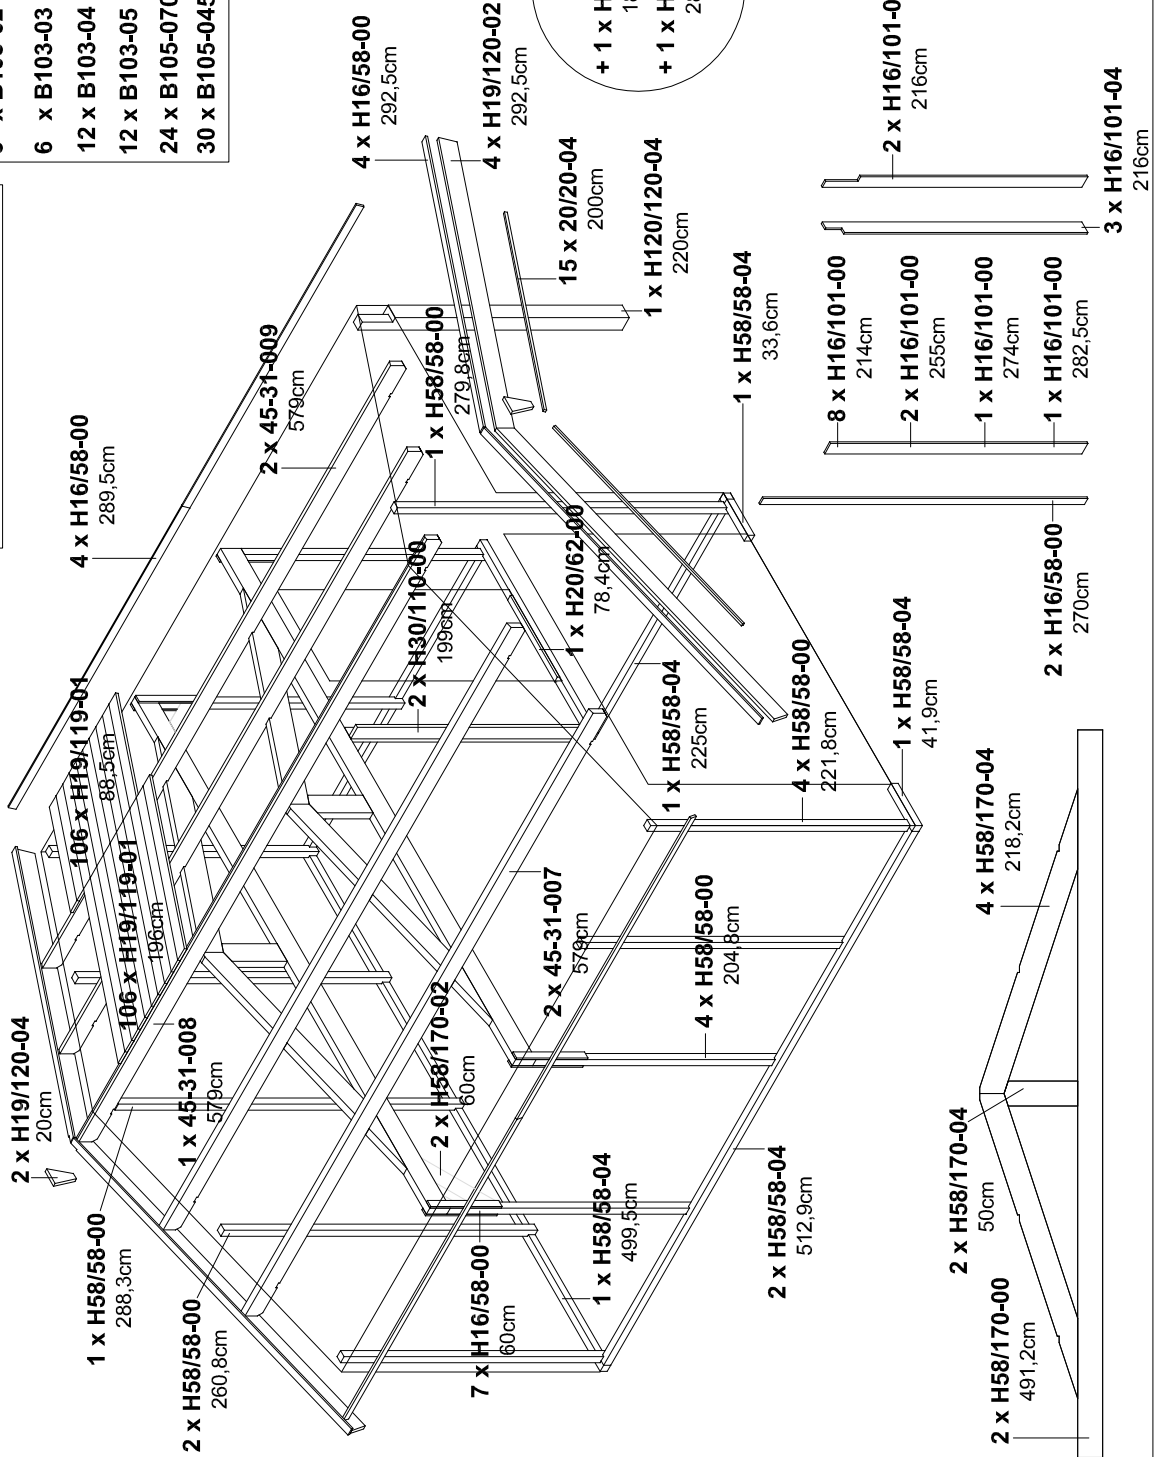 6 x B103-03
12 x B103-04
12 x B103-05
24 x B105-070
30 x B105-045
+ 1 x H
+ 1 x H
4 x H16/58-00
292,5cm
4 x H19/120-02
292,5cm
15 x 20/20-04
200cm
1 x H120/120-04
220cm
1 x H58/58-04
33,6cm
2 x H16/101-0
216cm
3 x H16/101-04
216cm
8 x H16/101-00
214cm
2 x H16/101-00
255cm
1 x H16/101-00
274cm
1 x H16/101-00
282,5cm
2 x H16/58-00
270cm
4 x H16/58-00
289,5cm
2 x 45-31-009
579cm
1 x H58/58-00
279,8cm
2 x H30/110-00
199cm
1 x H20/62-00
78,4cm
106 x H19/119-01
88,5cm
106 x H19/119-01
196cm
1 x H58/58-04
225cm
4 x H58/58-00
221,8cm
1 x H58/58-04
41,9cm
2 x H19/120-04
20cm
1 x 45-31-008
579cm
2 x 45-31-007
579cm
4 x H58/58-00
204,8cm
2 x H58/170-02
60cm
1 x H58/58-00
288,3cm
2 x H58/58-00
260,8cm
7 x H16/58-00
60cm
1 x H58/58-04
499,5cm
2 x H58/58-04
512,9cm
4 x H58/170-04
218,2cm
2 x H58/170-04
50cm
2 x H58/170-00
491,2cm